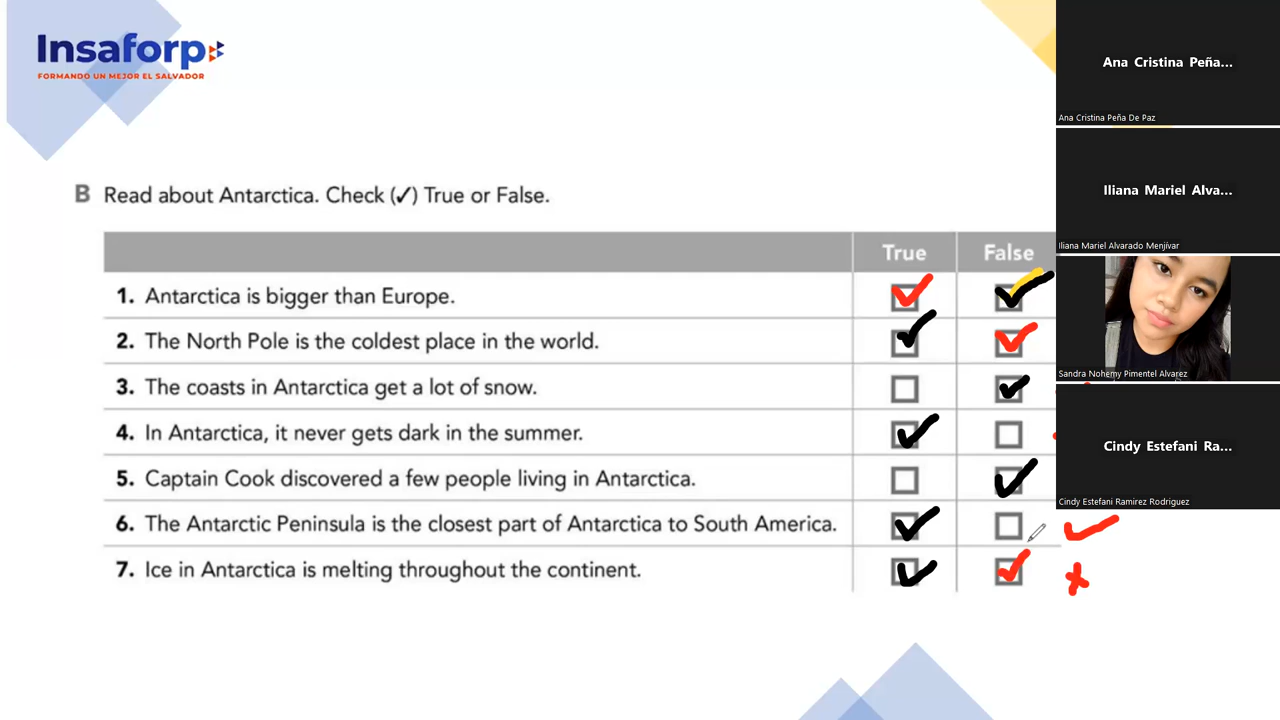 Insaforp
FORMANDO UN MEJOR EL SALVADOR
B Read about Antarctica. Check (✓) True or False.
True False
1. Antarctica is bigger than Europe.
2. The North Pole is the coldest place in the world.
3. The coasts in Antarctica get a lot of snow.
4. In Antarctica, it never gets dark in the summer.
5. Captain Cook discovered a few people living in Antarctica.
6. The Antarctic Peninsula is the closest part of Antarctica to South America.
7. Ice in Antarctica is melting throughout the continent.
Ana Cristina Peña...
Ana Cristina Peña De Paz
Iliana Mariel Alva...
Iliana Mariel Alvarado Menjívar
Sandra Nohemy Pimentel Alvarez
Cindy Estefani Ra...
Cindy Estefani Ramirez Rodriguez